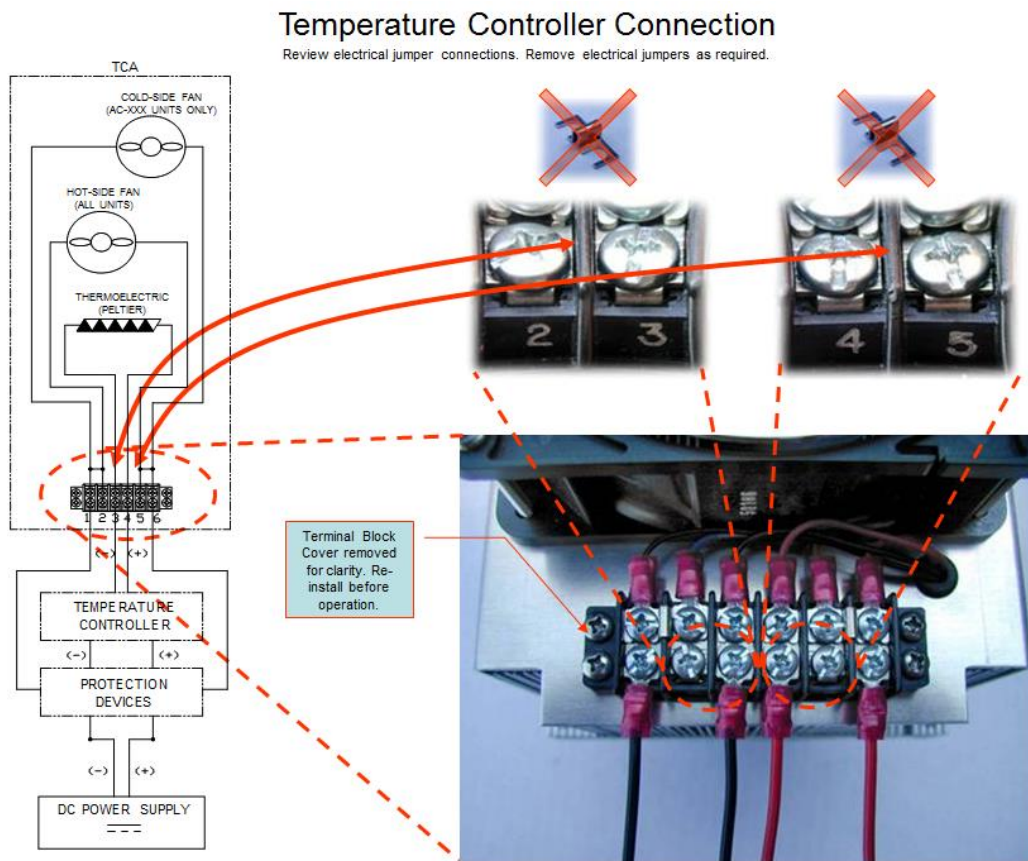 Temperature Controller Connection
Review electrical jumper connections. Remove electrical jumpers as required.
TCA
COLD-SIDE FAN
(AC-XXX UNITS ONLY)
HOT-SIDE FAN
(ALL UNITS)
THERMOELECTRIC
(PELTIER)
1 2 3 4 5 6
(-) (+)
TEMPERATURE
CONTROLLER
(-) (+)
PROTECTION
DEVICES
(-) (+)
DC POWER SUPPLY
2 3
4 5
Terminal Block
Cover removed
for clarity. Re-
install before
operation.